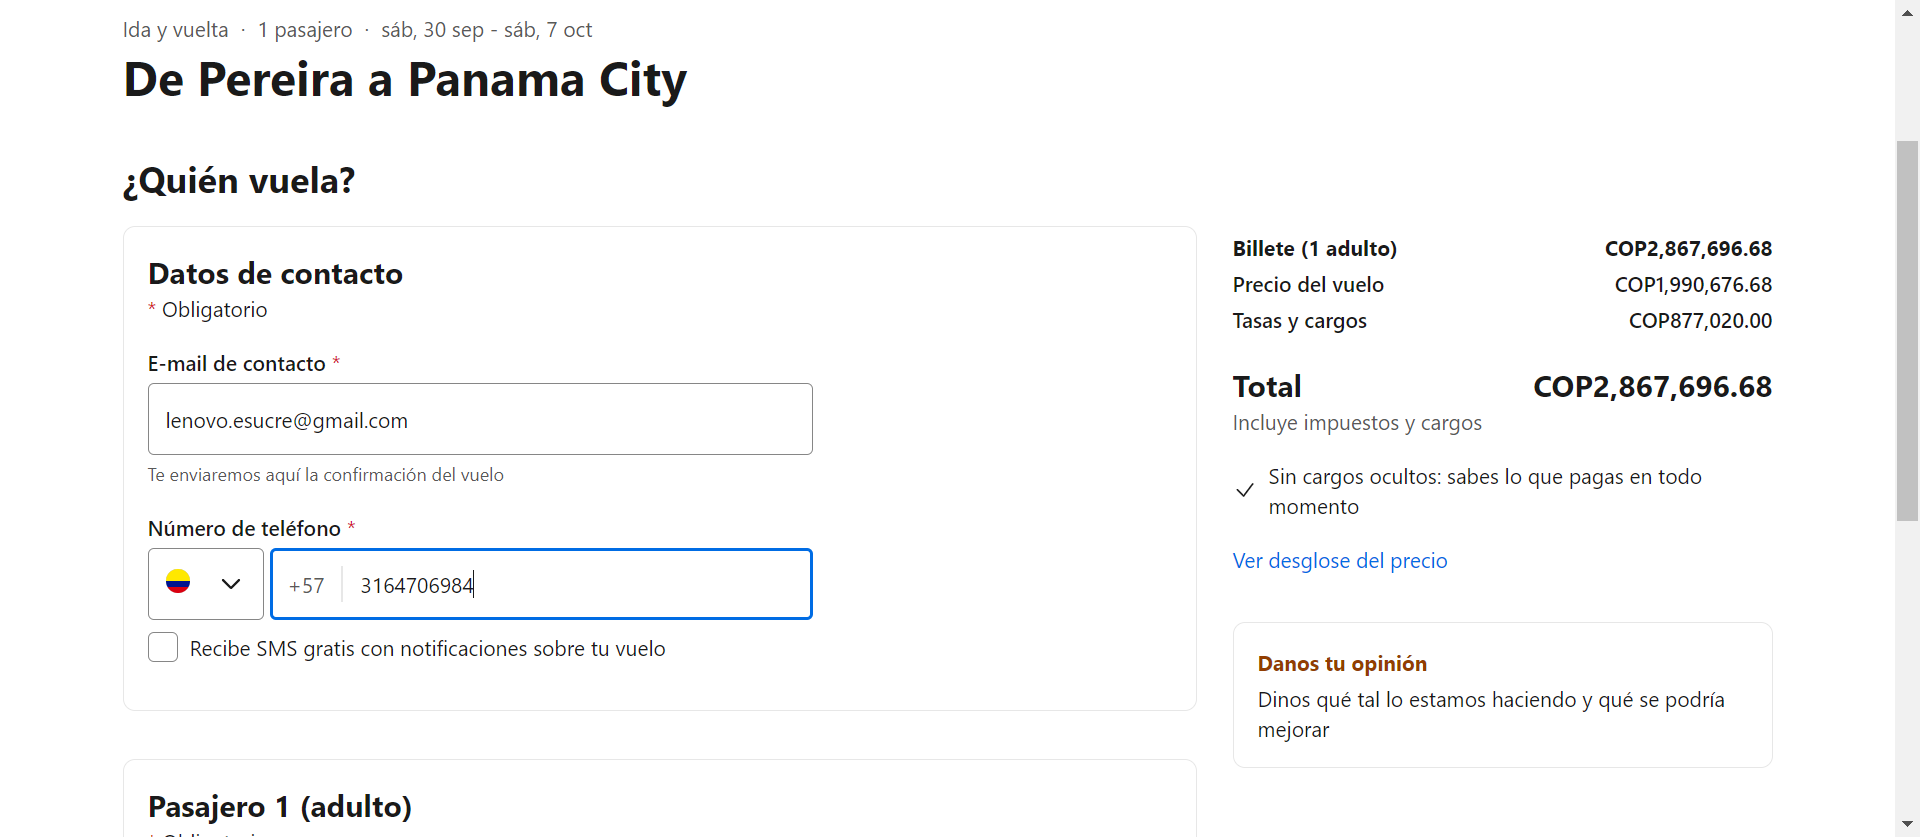 Ida y vuelta · 1 pasajero · sáb, 30 sep - sáb, 7 oct
De Pereira a Panama City
¿Quién vuela?
Datos de contacto
* Obligatorio
E-mail de contacto *
lenovo.esucre@gmail.com
Te enviaremos aquí la confirmación del vuelo
Número de teléfono *
+57 3164706984
Recibe SMS gratis con notificaciones sobre tu vuelo
Pasajero 1 (adulto)
Billete (1 adulto) COP2,867,696.68
Precio del vuelo COP1,990,676.68
Tasas y cargos COP877,020.00
Total COP2,867,696.68
Incluye impuestos y cargos
Sin cargos ocultos: sabes lo que pagas en todo
momento
Ver desglose del precio
Danos tu opinión
Dinos qué tal lo estamos haciendo y qué se podría
mejorar